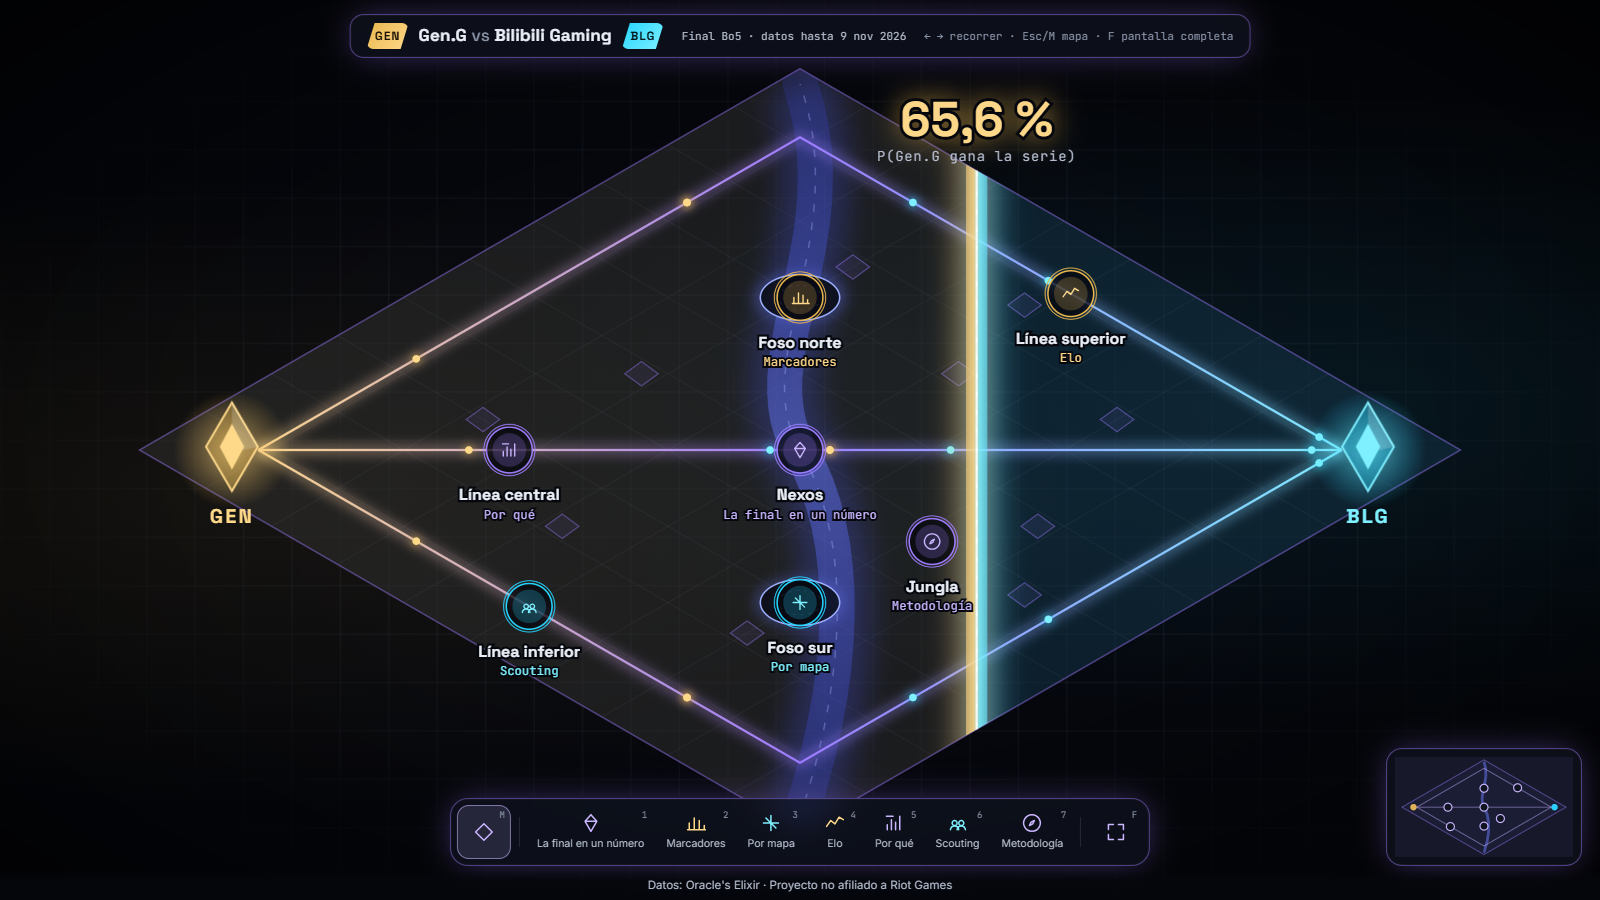 GEN Gen.G vs Bilibili Gaming BLG Final Bo5 · datos hasta 9 nov 2026 ← → recorrer · Esc/M mapa · F pantalla completa
65,6 %
P(Gen.G gana la serie)
Foso norte
Marcadores
Línea superior
Elo
Línea central
Por qué
Nexos
La final en un número
GEN
BLG
Jungla
Metodología
Línea inferior
Scouting
Foso sur
Por mapa
M 1 2 3 4 5 6 7 F
La final en un número Marcadores Por mapa Elo Por qué Scouting Metodología
Datos: Oracle's Elixir · Proyecto no afiliado a Riot Games